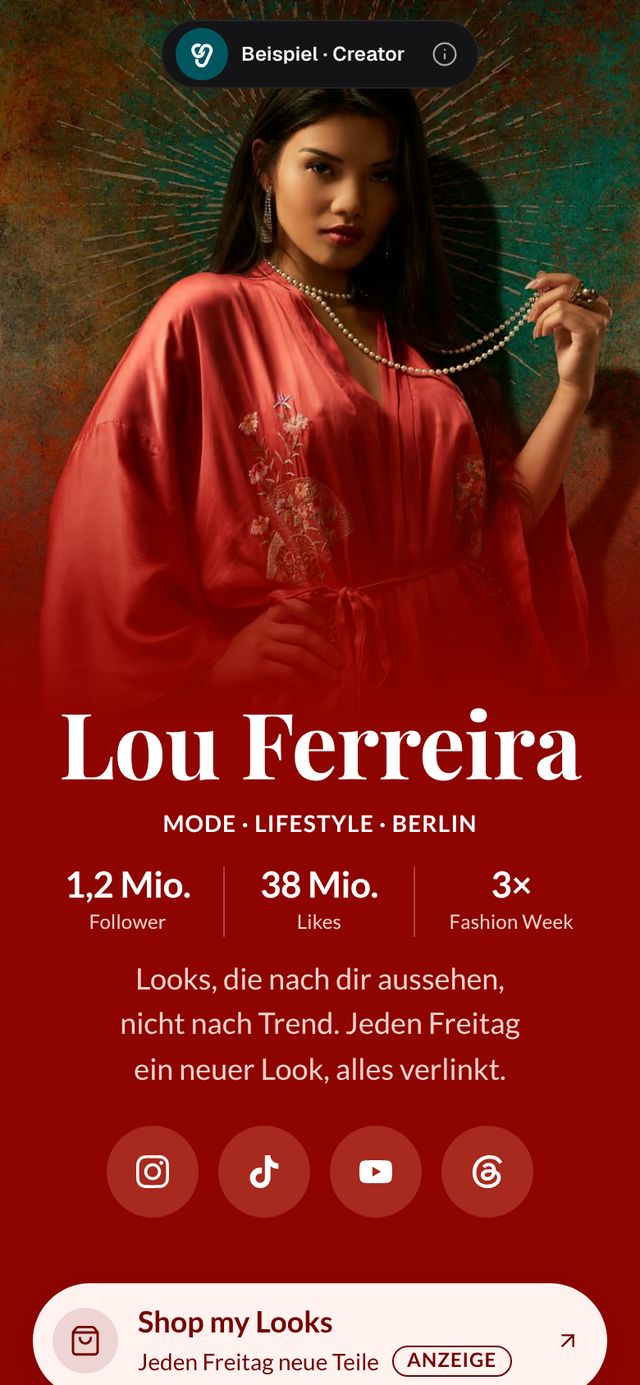 Beispiel · Creator
Lou Ferreira
MODE · LIFESTYLE · BERLIN
1,2 Mio.
Follower
38 Mio.
Likes
3×
Fashion Week
Looks, die nach dir aussehen,
nicht nach Trend. Jeden Freitag
ein neuer Look, alles verlinkt.
Shop my Looks
Jeden Freitag neue Teile ANZEIGE